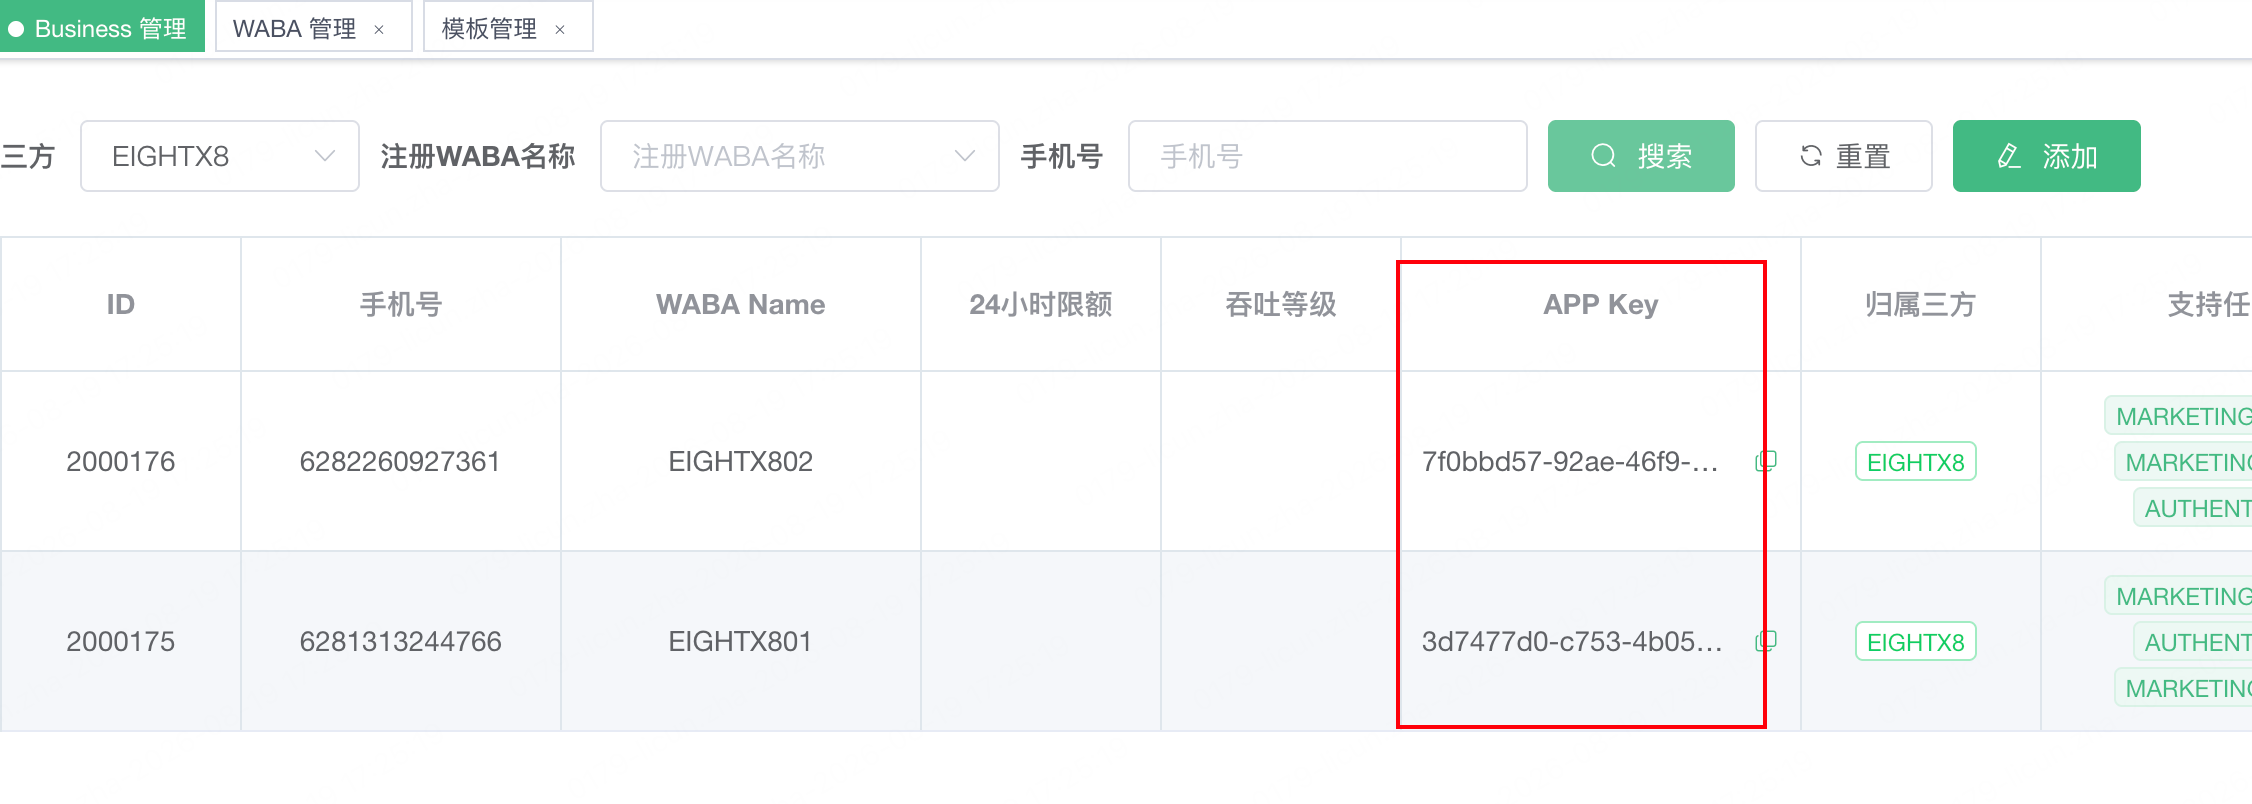 Business 管理
WABA 管理 ×
模板管理 ×
三方 EIGHTX8 注册WABA名称 注册WABA名称 手机号 手机号 搜索 重置 添加
ID 手机号 WABA Name 24小时限额 吞吐等级 APP Key 归属三方 支持任
2000176 6282260927361 EIGHTX802 7f0bbd57-92ae-46f9-... EIGHTX8
MARKETING
MARKETING
AUTHENT
2000175 6281313244766 EIGHTX801 3d7477d0-c753-4b05... EIGHTX8
MARKETING
AUTHENT
MARKETING